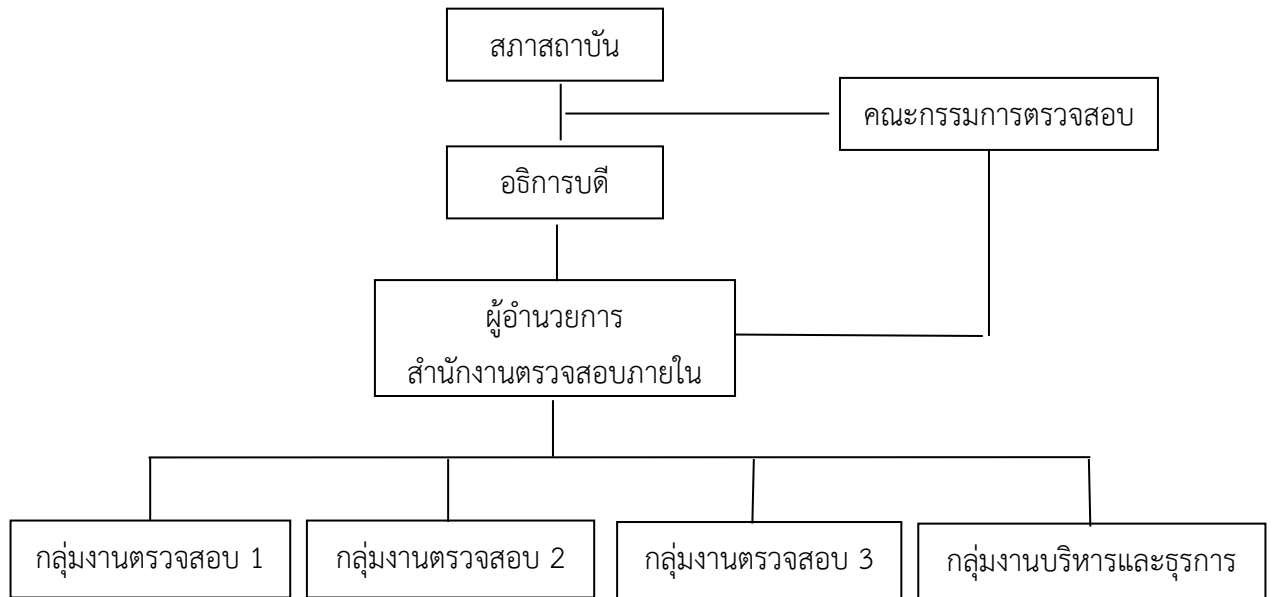 สภาสถาบัน
คณะกรรมการตรวจสอบ
อธิการบดี
ผู้อำนวยการ
สำนักงานตรวจสอบภายใน
กลุ่มงานตรวจสอบ 1
กลุ่มงานตรวจสอบ 2
กลุ่มงานตรวจสอบ 3
กลุ่มงานบริหารและธุรการ